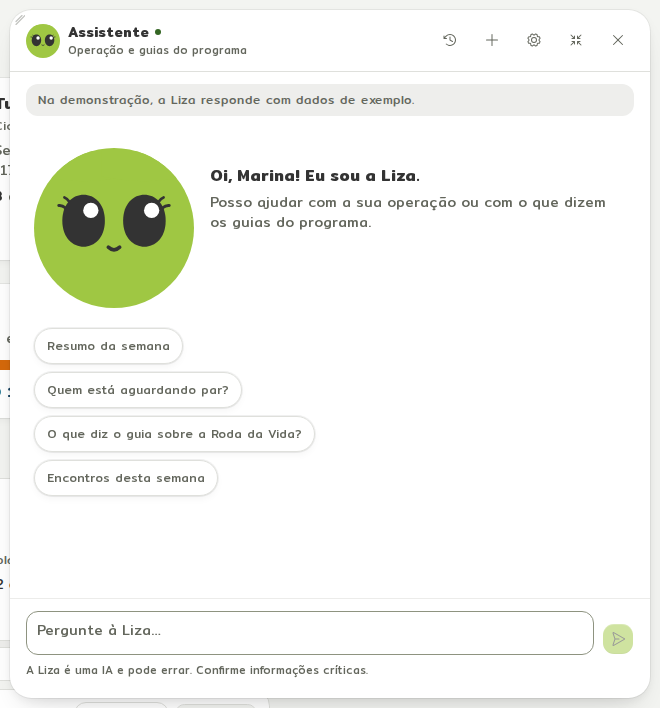 Assistente
Operação e guias do programa
Na demonstração, a Liza responde com dados de exemplo.
Oi, Marina! Eu sou a Liza.
Posso ajudar com a sua operação ou com o que dizem
os guias do programa.
Resumo da semana
Quem está aguardando par?
O que diz o guia sobre a Roda da Vida?
Encontros desta semana
Pergunte à Liza...
A Liza é uma IA e pode errar. Confirme informações críticas.